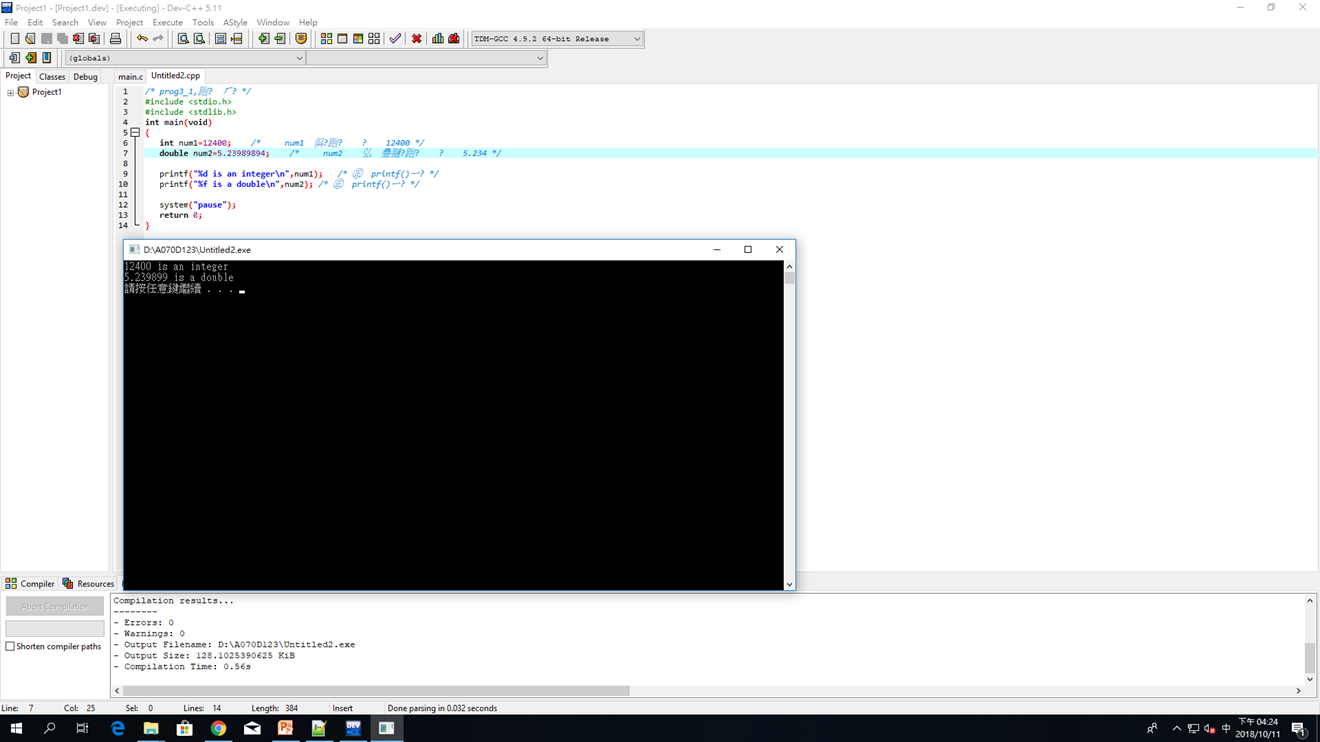 Project1 - [Project1.dev] - [Executing] - Dev-C++ 5.11
File Edit Search View Project Execute Tools AStyle Window Help
TDM-GCC 4.9.2 64-bit Release
(globals)
Project Classes Debug
main.c Untitled2.cpp
Project1
1 /* prog3_1,跑? ? */
2 #include <stdio.h>
3 #include <stdlib.h>
4 int main(void)
5 {
6 int num1=12400; /* num1 ?跑? ? 12400 */
7 double num2=5.23989894; /* num2 ?跑? ? 5.234 */
8
9 printf("%d is an integer\n",num1); /* printf()一? */
10 printf("%f is a double\n",num2); /* printf()一? */
11
12 system("pause");
13 return 0;
14 }
D:\A070D123\Untitled2.exe
12400 is an integer
5.239899 is a double
請按任意鍵繼續 . . .
Compiler Resources
Abort Compilation
Shorten compiler paths
Compilation results...
--------
- Errors: 0
- Warnings: 0
- Output Filename: D:\A070D123\Untitled2.exe
- Output Size: 128.1025390625 KiB
- Compilation Time: 0.56s
Line: 7 Col: 25 Sel: 0 Lines: 14 Length: 384 Insert Done parsing in 0.032 seconds
中
下午 04:24
2018/10/11
1